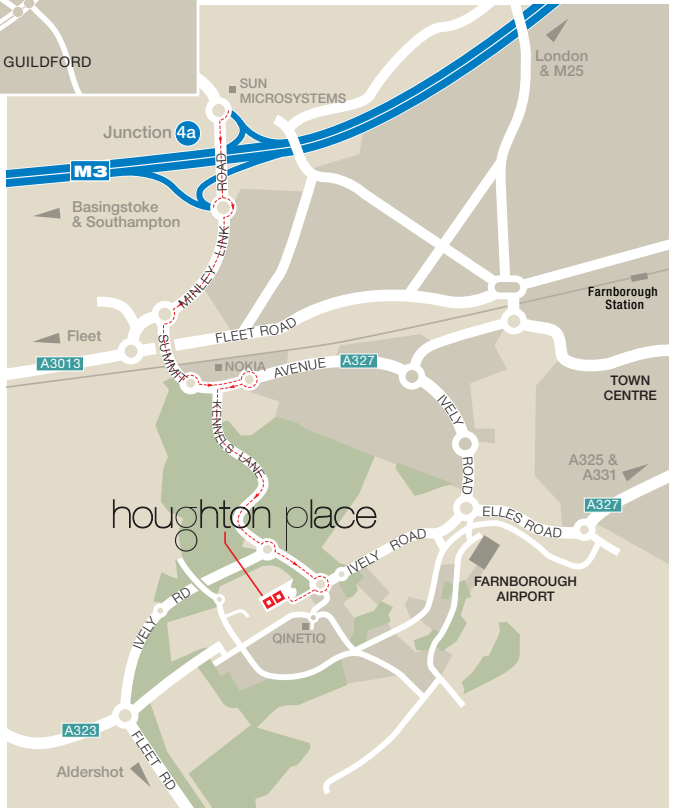 GUILDFORD
London
& M25
SUN
MICROSYSTEMS
Junction 4a
M3
MINLEY LINK ROAD
Basingstoke
& Southampton
Farnborough
Station
Fleet
FLEET ROAD
A3013
SUMMIT AVENUE
NOKIA
A327
TOWN
CENTRE
IVELY ROAD
KENNELS LANE
A325 &
A331
A327
houghton place
ELLES ROAD
IVELY ROAD
FARNBOROUGH
AIRPORT
IVELY RD
QINETIQ
A323
FLEET RD
Aldershot